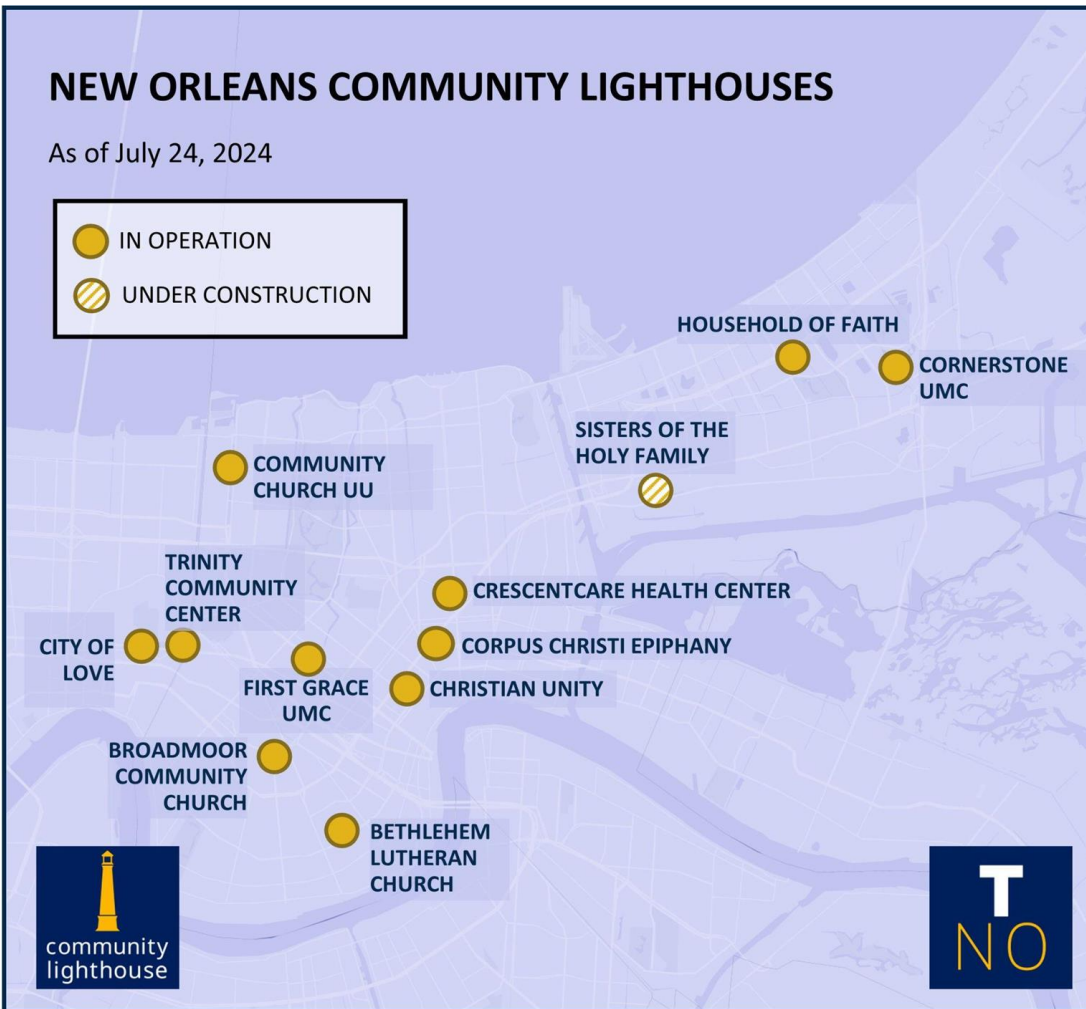 NEW ORLEANS COMMUNITY LIGHTHOUSES
As of July 24, 2024
IN OPERATION
UNDER CONSTRUCTION
HOUSEHOLD OF FAITH
CORNERSTONE
UMC
SISTERS OF THE
HOLY FAMILY
COMMUNITY
CHURCH UU
TRINITY
COMMUNITY
CENTER
CRESCENTCARE HEALTH CENTER
CITY OF
LOVE
CORPUS CHRISTI EPIPHANY
FIRST GRACE
UMC
CHRISTIAN UNITY
BROADMOOR
COMMUNITY
CHURCH
BETHLEHEM
LUTHERAN
CHURCH
community
lighthouse
T
NO